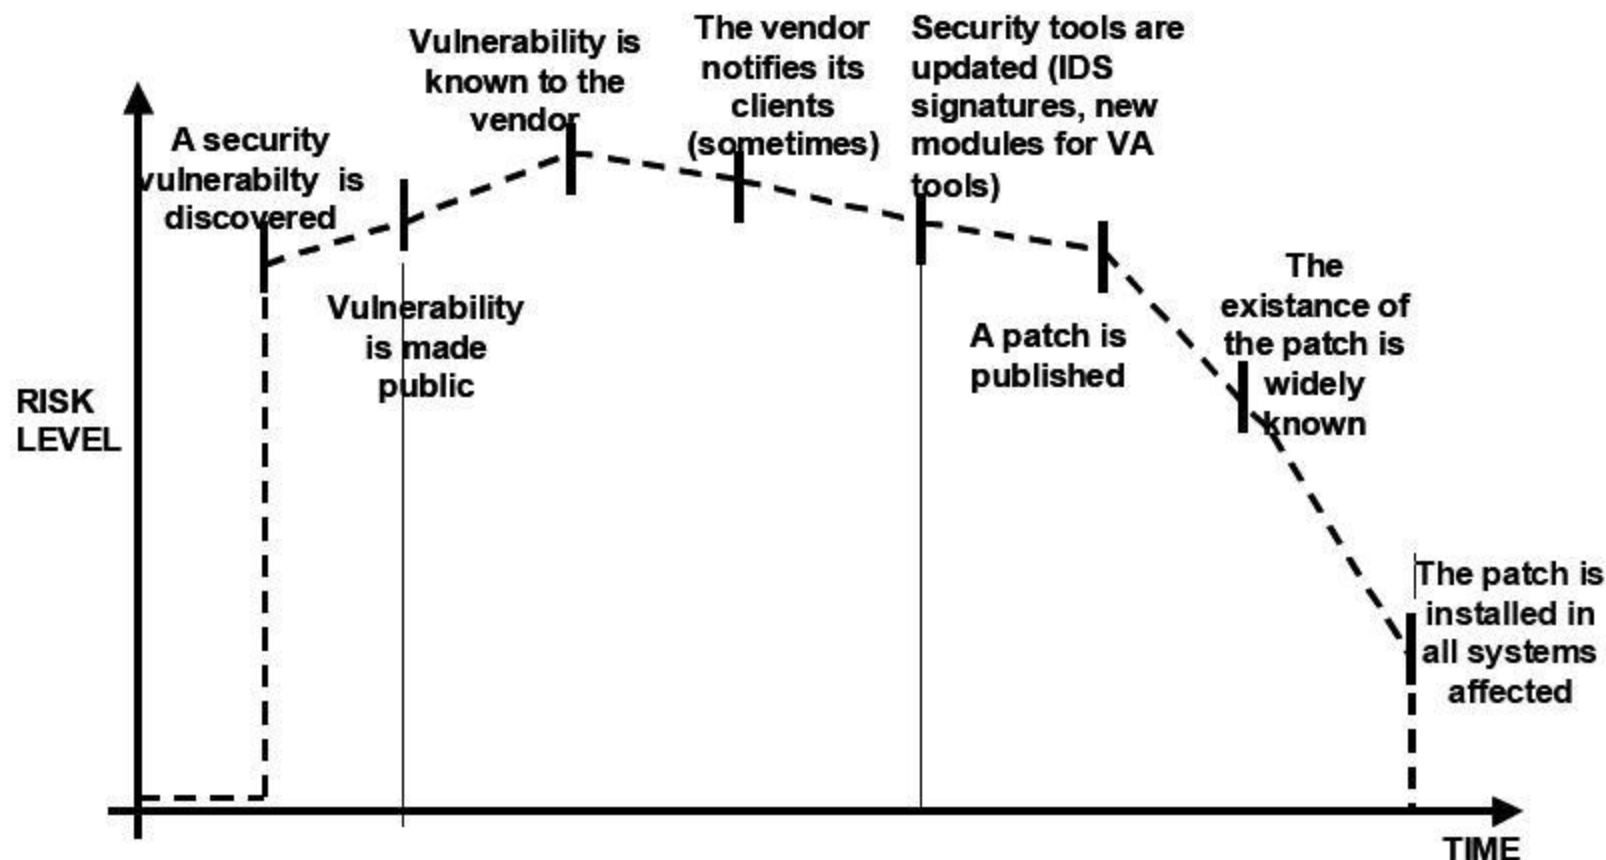 Vulnerability is
known to the
vendor
The vendor
notifies its
clients
(sometimes)
Security tools are
updated (IDS
signatures, new
modules for VA
tools)
A security
vulnerabilty is
discovered
Vulnerability
is made
public
A patch is
published
The
existance of
the patch is
widely
known
RISK
LEVEL
The patch is
installed in
all systems
affected
TIME